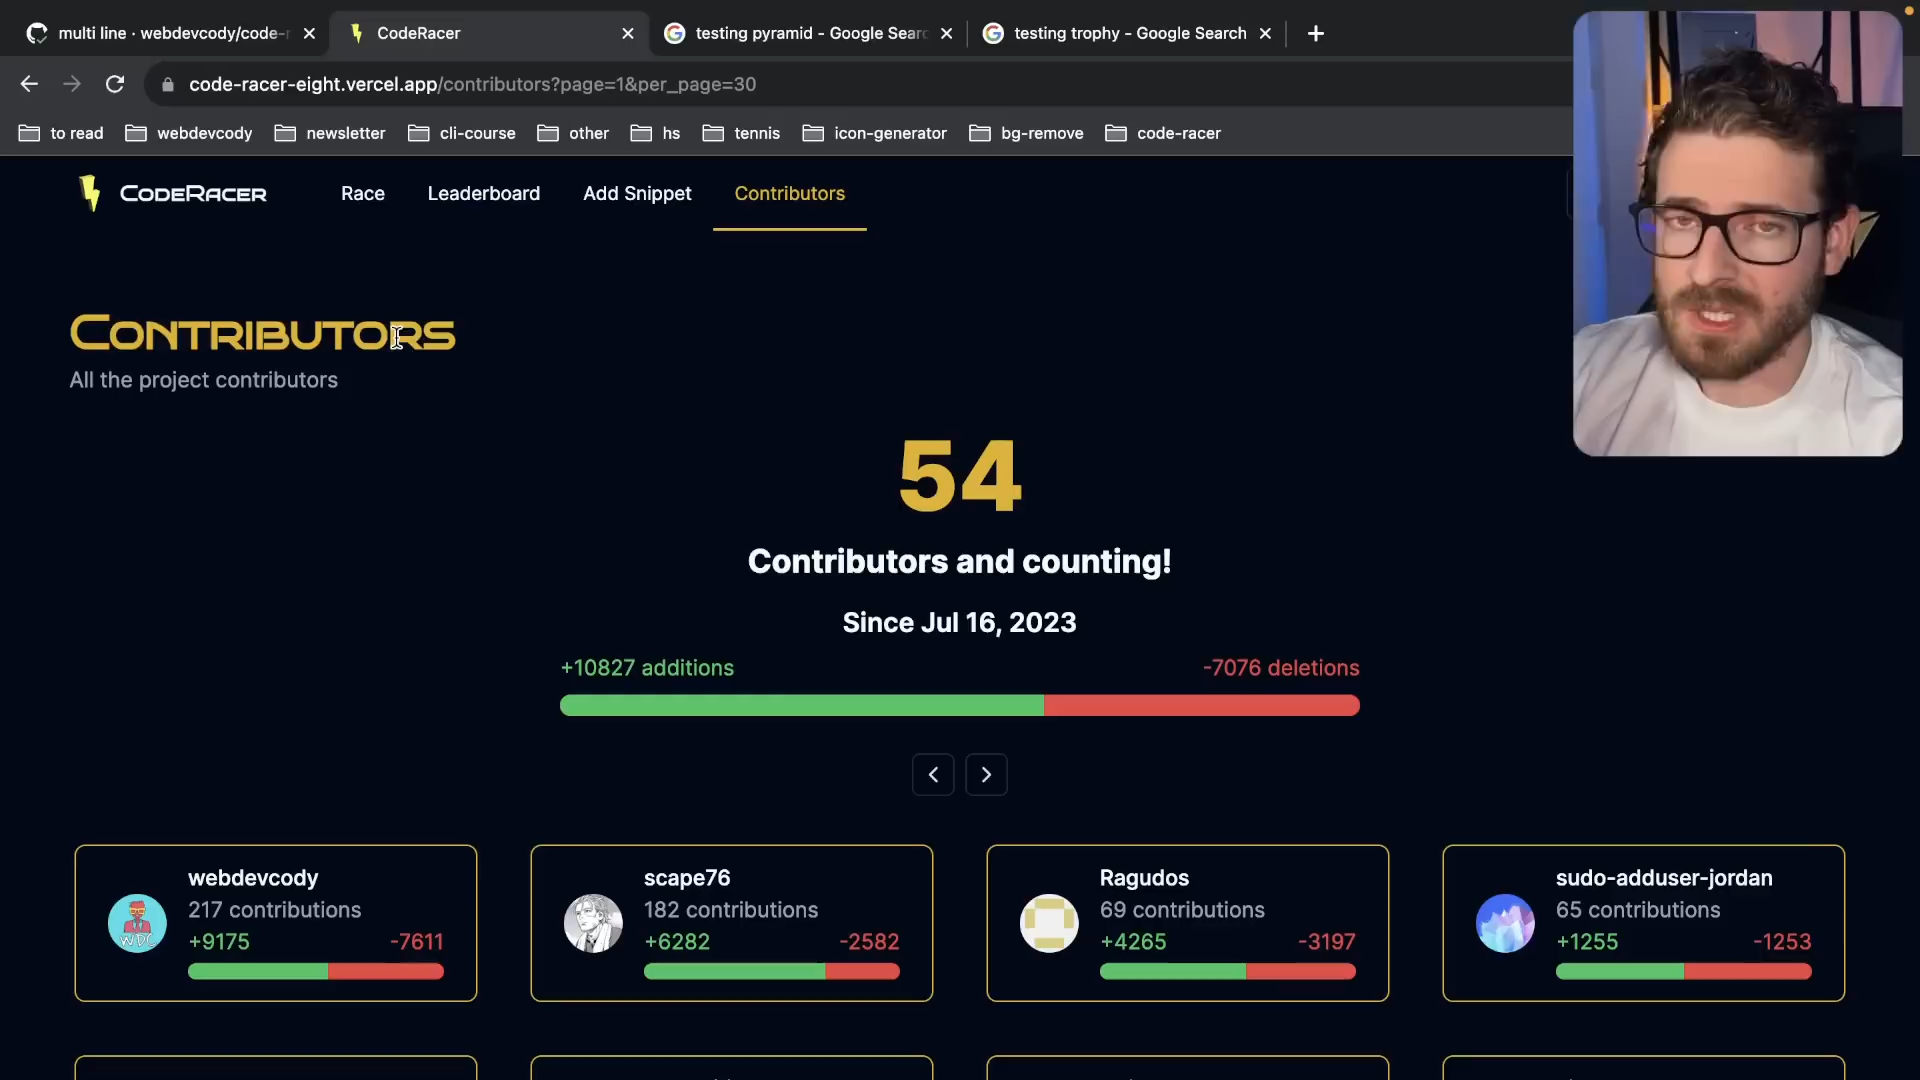 multi line · webdevcody/code-r
CodeRacer
testing pyramid - Google Searc
testing trophy - Google Search
code-racer-eight.vercel.app/contributors?page=1&per_page=30
to read
webdevcody
newsletter
cli-course
other
hs
tennis
icon-generator
bg-remove
code-racer
CodeRacer
Race
Leaderboard
Add Snippet
Contributors
Contributors
All the project contributors
54
Contributors and counting!
Since Jul 16, 2023
+10827 additions
-7076 deletions
webdevcody
217 contributions
+9175
-7611
WDC
scape76
182 contributions
+6282
-2582
Ragudos
69 contributions
+4265
-3197
sudo-adduser-jordan
65 contributions
+1255
-1253